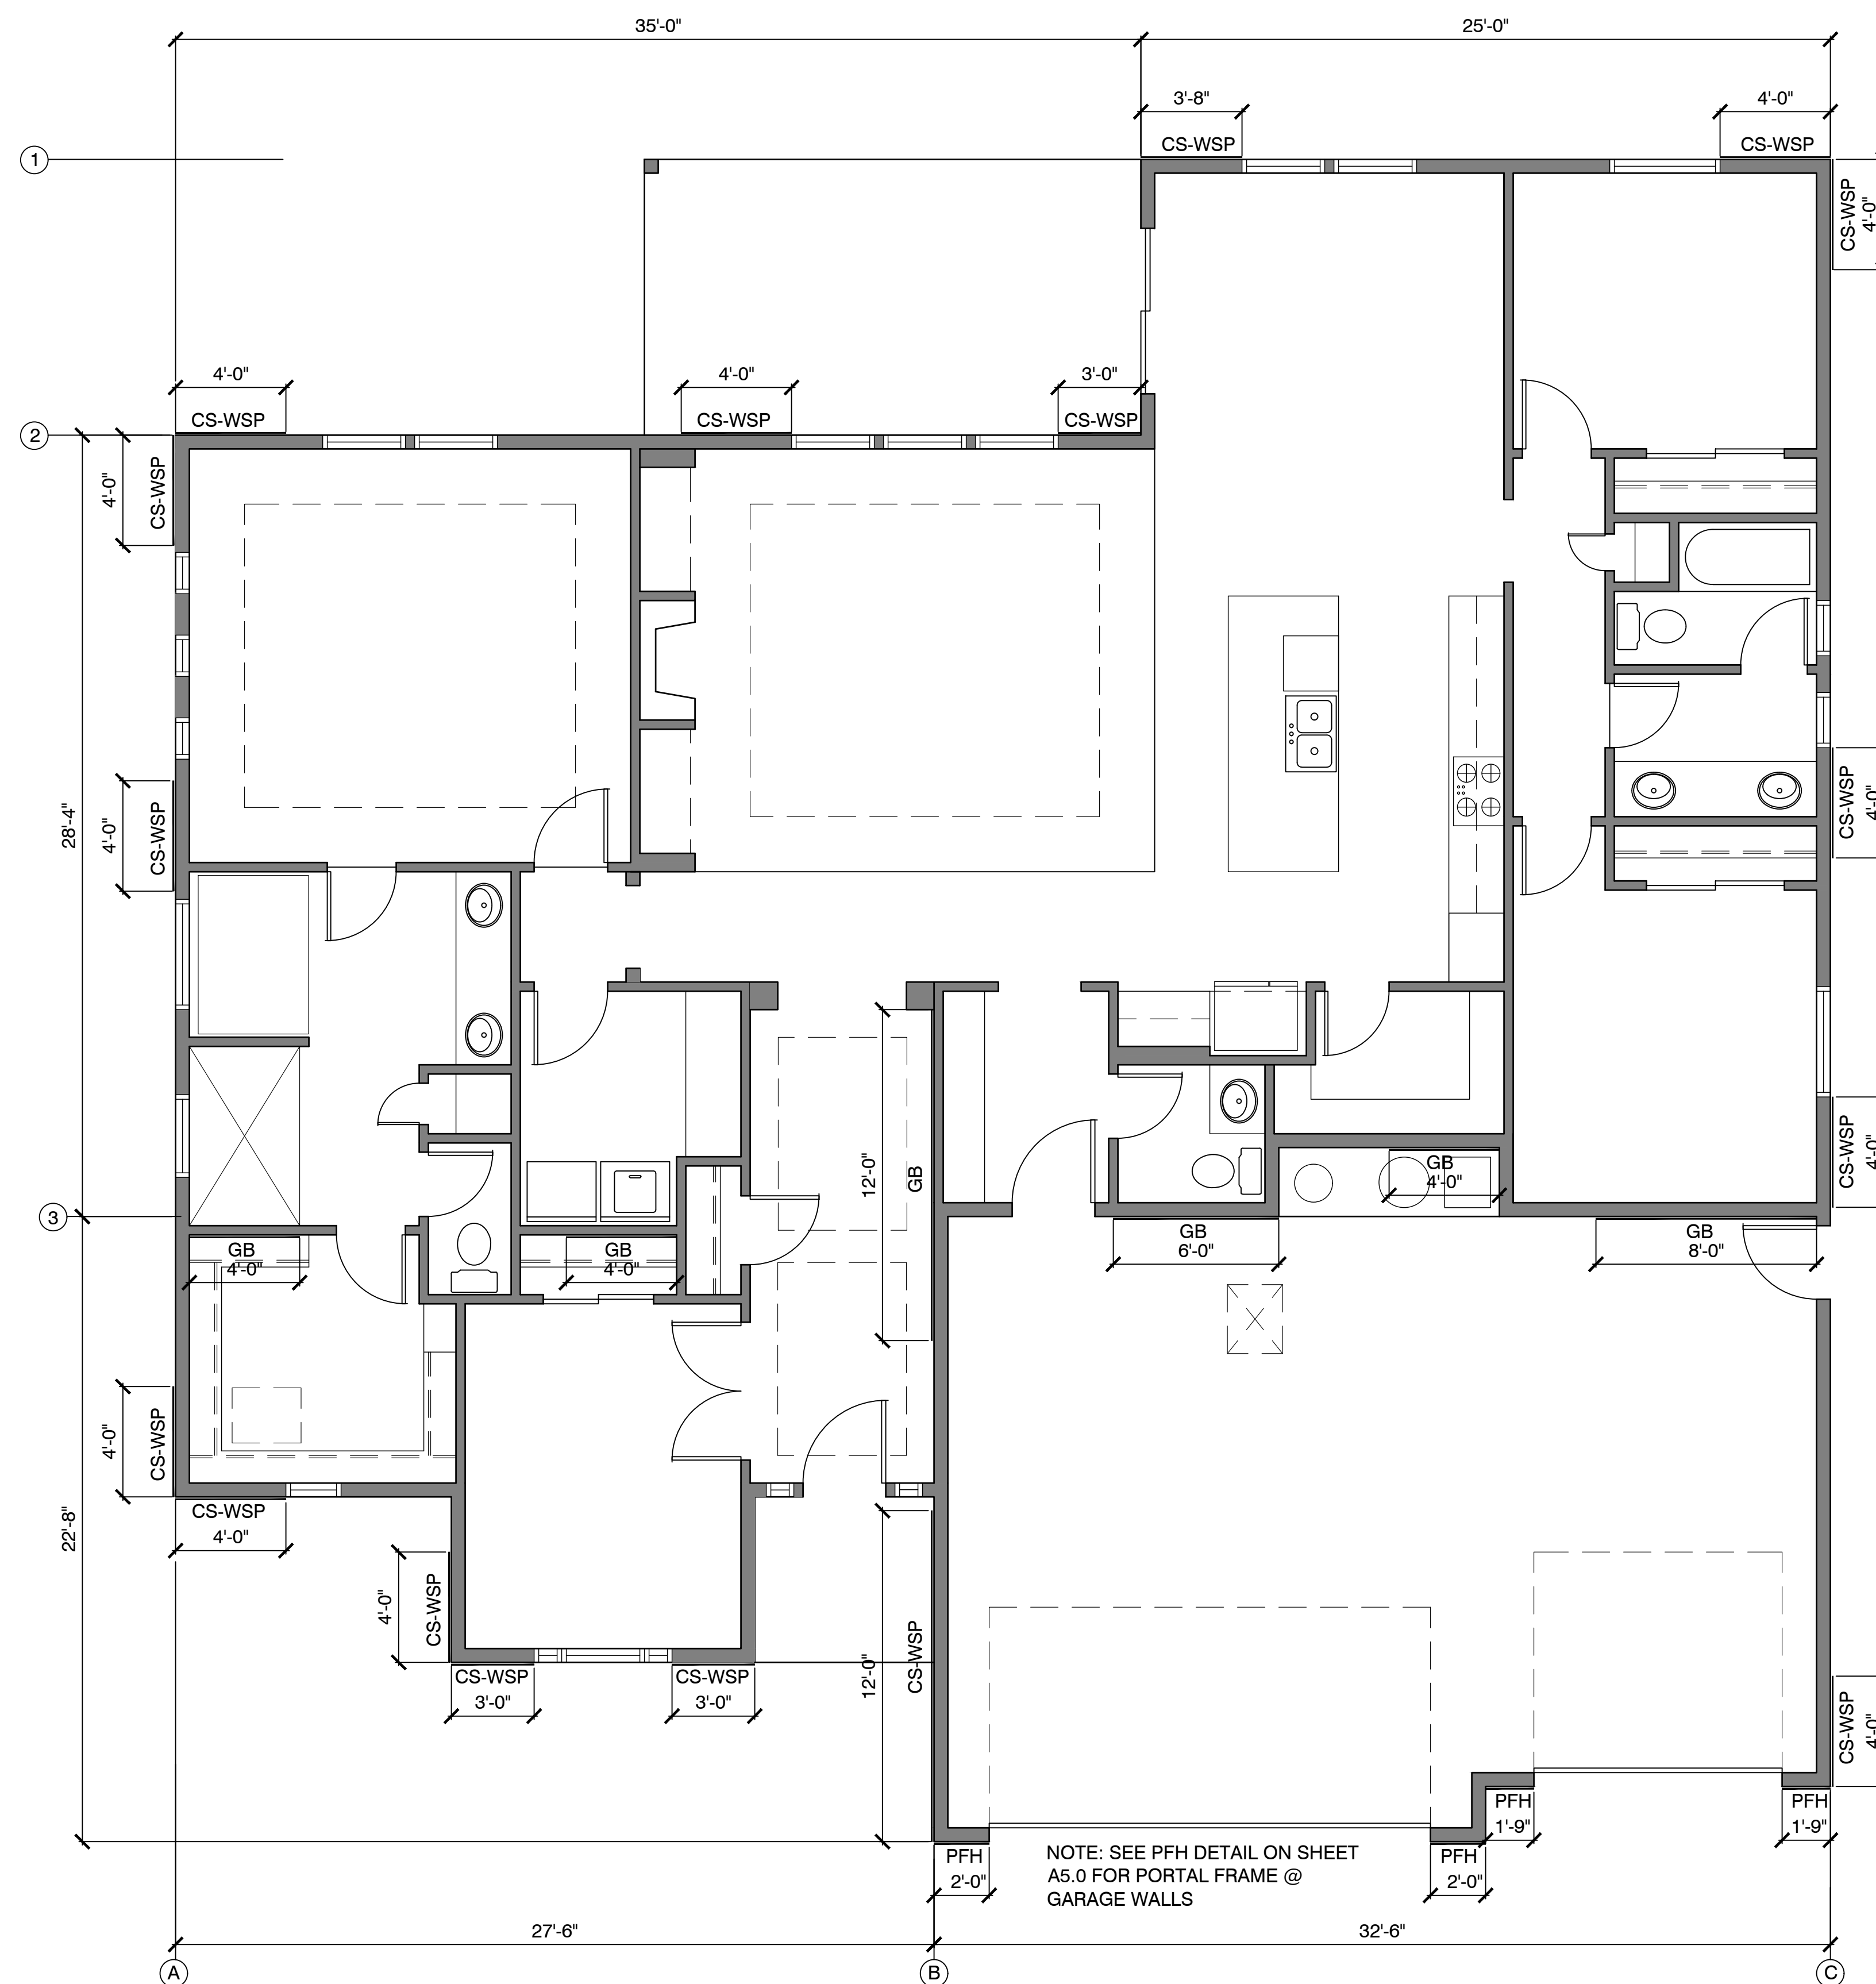 35'-0"
25'-0"
3'-8"
4'-0"
CS-WSP
CS-WSP
1
CS-WSP
4'-0"
4'-0"
4'-0"
3'-0"
CS-WSP
CS-WSP
CS-WSP
2
4'-0"
CS-WSP
28'-4"
4'-0"
CS-WSP
CS-WSP
4'-0"
12'-0"
GB
GB
4'-0"
CS-WSP
4'-0"
3
GB
4'-0"
GB
4'-0"
GB
6'-0"
GB
8'-0"
4'-0"
CS-WSP
22'-8"
CS-WSP
4'-0"
4'-0"
CS-WSP
12'-0"
CS-WSP
CS-WSP
3'-0"
CS-WSP
3'-0"
CS-WSP
4'-0"
PFH
1'-9"
PFH
1'-9"
PFH
2'-0"
NOTE: SEE PFH DETAIL ON SHEET
A5.0 FOR PORTAL FRAME @
GARAGE WALLS
PFH
2'-0"
27'-6"
32'-6"
A
B
C